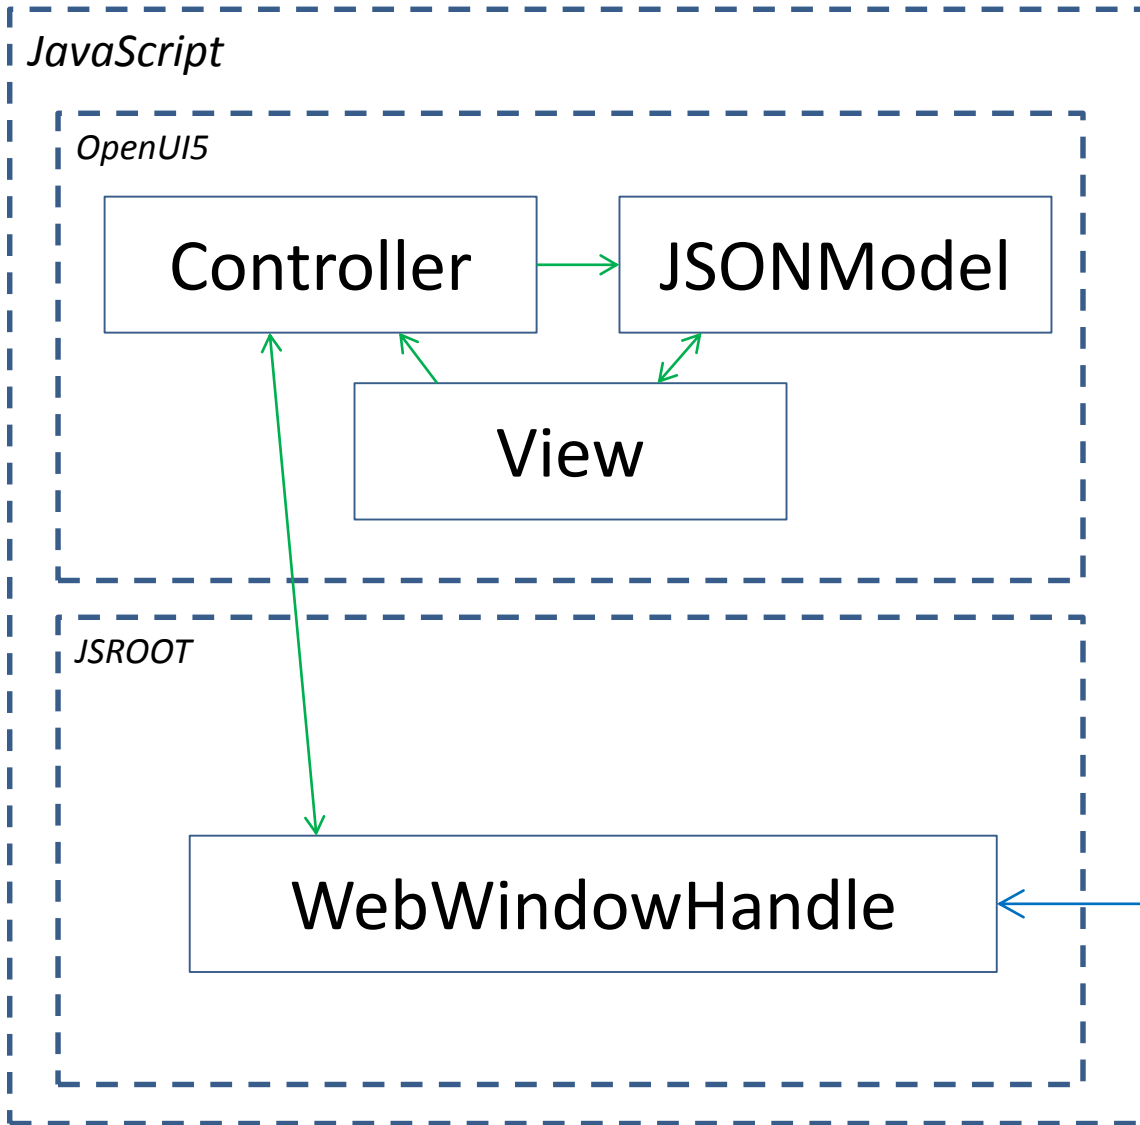 JavaScript
OpenUI5
Controller
JSONModel
View
JSROOT
WebWindowHandle